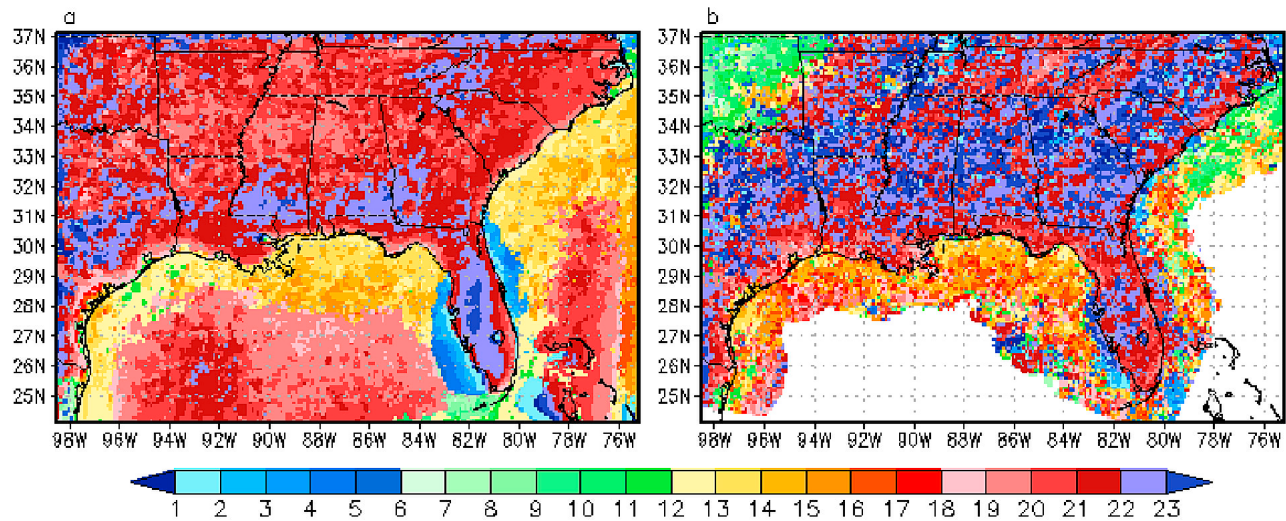 a
b
37N
36N
35N
34N
33N
32N
31N
30N
29N
28N
27N
26N
25N
98W 96W 94W 92W 90W 88W 86W 84W 82W 80W 78W 76W
37N
36N
35N
34N
33N
32N
31N
30N
29N
28N
27N
26N
25N
98W 96W 94W 92W 90W 88W 86W 84W 82W 80W 78W 76W
1 2 3 4 5 6 7 8 9 10 11 12 13 14 15 16 17 18 19 20 21 22 23